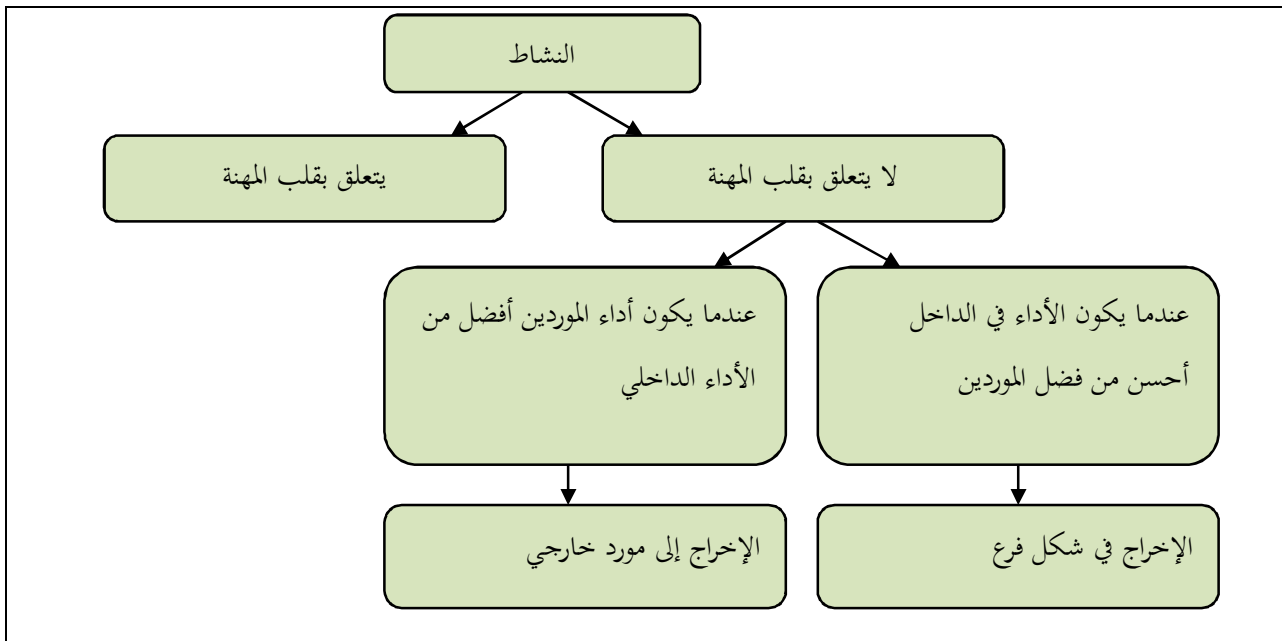 النشاط
لا يتعلق بقلب المهنة
يتعلق بقلب المهنة
عندما يكون الأداء في الداخل
أحسن من فضل الموردين
عندما يكون أداء الموردين أفضل من
الأداء الداخلي
الإخراج في شكل فرع
الإخراج إلى مورد خارجي